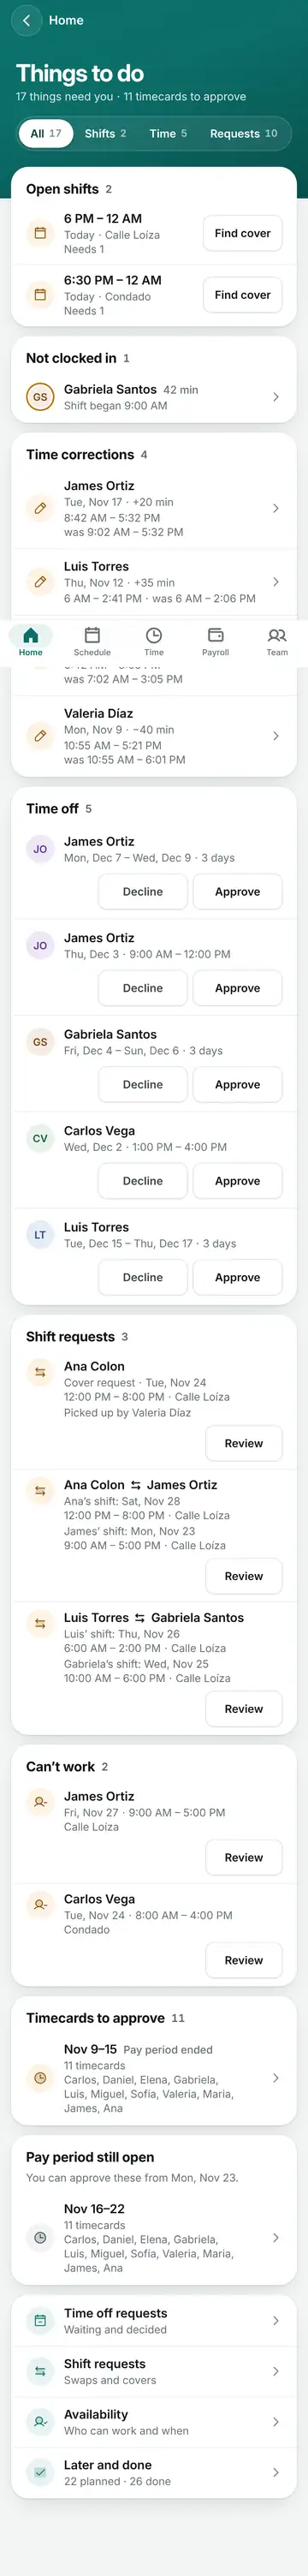 Home
Things to do
17 things need you · 11 timecards to approve
All 17 Shifts 2 Time 5 Requests 10
Open shifts 2
6 PM – 12 AM
Today · Calle Loíza
Needs 1
Find cover
6:30 PM – 12 AM
Today · Condado
Needs 1
Find cover
Not clocked in 1
GS
Gabriela Santos 42 min
Shift began 9:00 AM
Time corrections 4
James Ortiz
Tue, Nov 17 · +20 min
8:42 AM – 5:32 PM
was 9:02 AM – 5:32 PM
Luis Torres
Thu, Nov 12 · +35 min
6 AM – 2:41 PM · was 6 AM – 2:06 PM
Home Schedule Time Payroll Team
was 7:02 AM – 3:05 PM
Valeria Díaz
Mon, Nov 9 · −40 min
10:55 AM – 5:21 PM
was 10:55 AM – 6:01 PM
Time off 5
JO
James Ortiz
Mon, Dec 7 – Wed, Dec 9 · 3 days
Decline Approve
JO
James Ortiz
Thu, Dec 3 · 9:00 AM – 12:00 PM
Decline Approve
GS
Gabriela Santos
Fri, Dec 4 – Sun, Dec 6 · 3 days
Decline Approve
CV
Carlos Vega
Wed, Dec 2 · 1:00 PM – 4:00 PM
Decline Approve
LT
Luis Torres
Tue, Dec 15 – Thu, Dec 17 · 3 days
Decline Approve
Shift requests 3
Ana Colon
Cover request · Tue, Nov 24
12:00 PM – 8:00 PM · Calle Loíza
Picked up by Valeria Díaz
Review
Ana Colon ⇆ James Ortiz
Ana’s shift: Sat, Nov 28
12:00 PM – 8:00 PM · Calle Loíza
James’ shift: Mon, Nov 23
9:00 AM – 5:00 PM · Calle Loíza
Review
Luis Torres ⇆ Gabriela Santos
Luis’ shift: Thu, Nov 26
6:00 AM – 2:00 PM · Calle Loíza
Gabriela’s shift: Wed, Nov 25
10:00 AM – 6:00 PM · Calle Loíza
Review
Can’t work 2
James Ortiz
Fri, Nov 27 · 9:00 AM – 5:00 PM
Calle Loíza
Review
Carlos Vega
Tue, Nov 24 · 8:00 AM – 4:00 PM
Condado
Review
Timecards to approve 11
Nov 9–15 Pay period ended
11 timecards
Carlos, Daniel, Elena, Gabriela,
Luis, Miguel, Sofía, Valeria, Maria,
James, Ana
Pay period still open
You can approve these from Mon, Nov 23.
Nov 16–22
11 timecards
Carlos, Daniel, Elena, Gabriela,
Luis, Miguel, Sofía, Valeria, Maria,
James, Ana
Time off requests
Waiting and decided
Shift requests
Swaps and covers
Availability
Who can work and when
Later and done
22 planned · 26 done